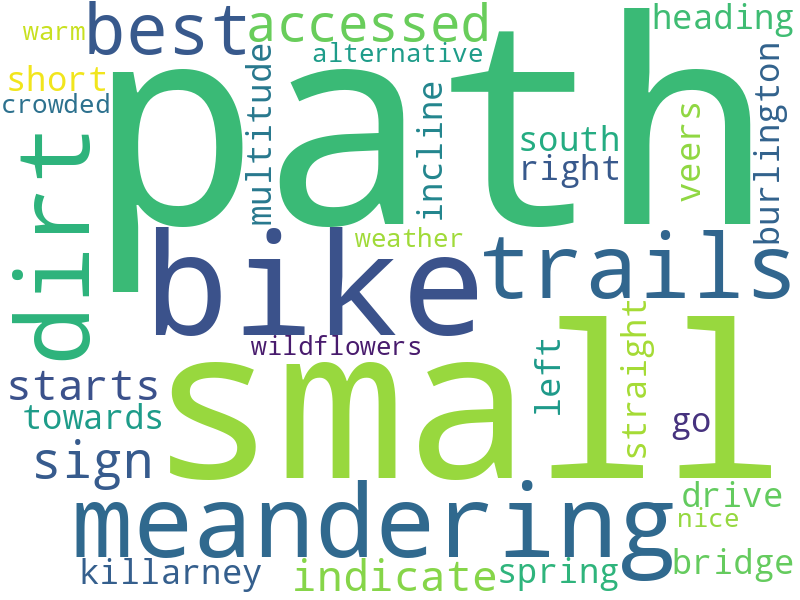 warm
best
accessed
heading
alternative
short
crowded
path
multitude
incline
south
right
veers
burlington
dirt
weather
bike
trails
wildflowers
small
left
straight
starts
towards
go
sign
meandering
drive
nice
killarney
indicate
spring
bridge